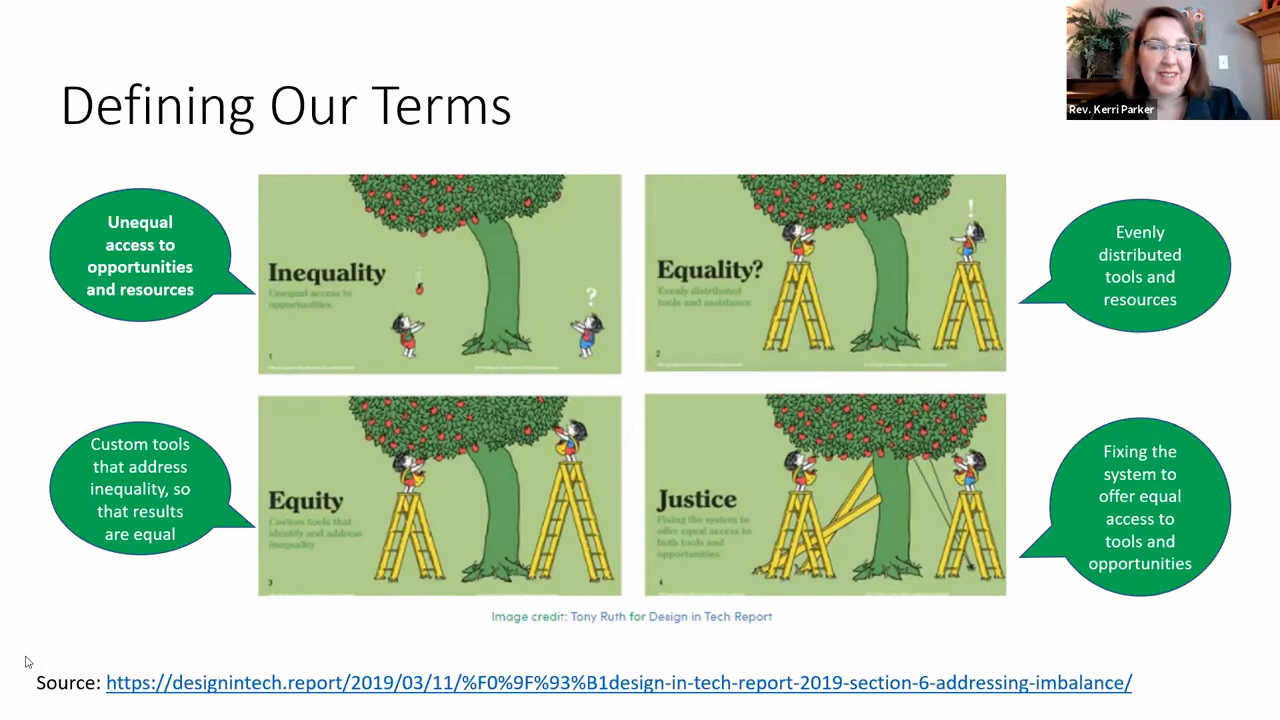 Defining Our Terms
Rev. Kerri Parker
Unequal
access to
opportunities
and resources
Inequality
Unequal access to
opportunities
?
1
Equality?
Evenly distributed
tools and assistance
!
2
Evenly
distributed
tools and
resources
Custom tools
that address
inequality, so
that results
are equal
Equity
Custom tools that
identify and address
inequality
3
Justice
Fixing the system to
offer equal access to
both tools and
opportunities
4
Fixing the
system to
offer equal
access to
tools and
opportunities
Image credit: Tony Ruth for Design in Tech Report
Source: https://designintech.report/2019/03/11/%F0%9F%93%B1design-in-tech-report-2019-section-6-addressing-imbalance/